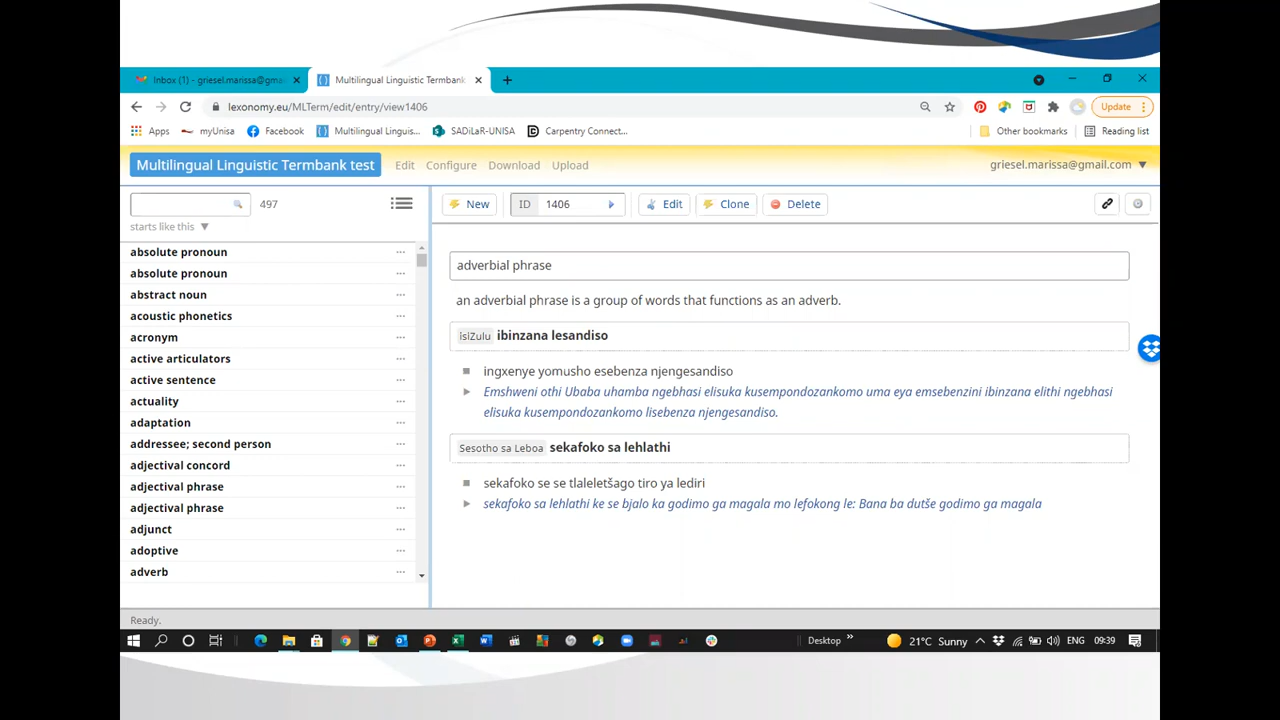 Inbox (1) - griesel.marissa@gma
Multilingual Linguistic Termbank
lexonomy.eu/MLTerm/edit/entry/view1406
Update
Apps
myUnisa
Facebook
Multilingual Linguis...
SADiLaR-UNISA
Carpentry Connect...
Other bookmarks
Reading list
Multilingual Linguistic Termbank test
Edit
Configure
Download
Upload
griesel.marissa@gmail.com
497
New
ID
1406
Edit
Clone
Delete
starts like this
absolute pronoun
absolute pronoun
abstract noun
acoustic phonetics
acronym
active articulators
active sentence
actuality
adaptation
addressee; second person
adjectival concord
adjectival phrase
adjectival phrase
adjunct
adoptive
adverb
adverbial phrase
an adverbial phrase is a group of words that functions as an adverb.
isiZulu ibinzana lesandiso
ingxenye yomusho esebenza njengesandiso
Emshweni othi Ubaba uhamba ngebhasi elisuka kusempondozankomo uma eya emsebenzini ibinzana elithi ngebhasi
elisuka kusempondozankomo lisebenza njengesandiso.
Sesotho sa Leboa sekafoko sa lehlathi
sekafoko se se tlaleletšago tiro ya lediri
sekafoko sa lehlathi ke se bjalo ka godimo ga magala mo lefokong le: Bana ba dutše godimo ga magala
Ready.
Desktop
21°C Sunny
ENG
09:39